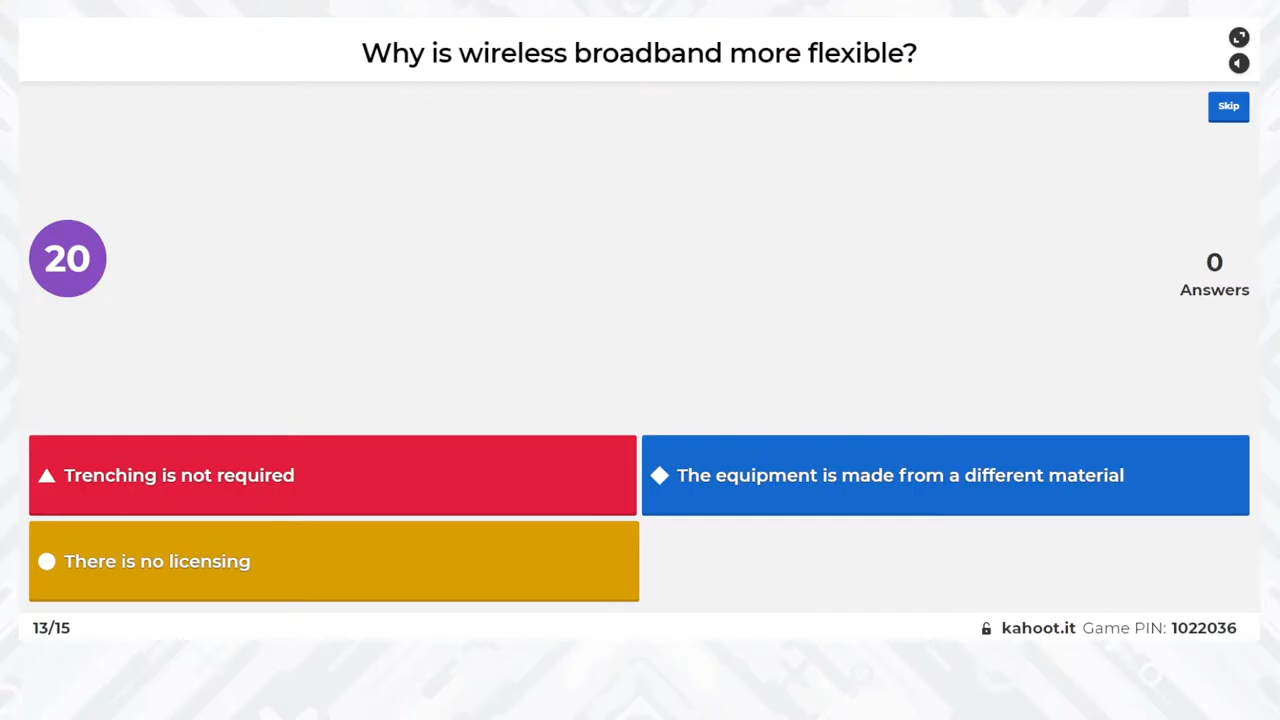 Why is wireless broadband more flexible?
Skip
20
0
Answers
Trenching is not required
The equipment is made from a different material
There is no licensing
13/15
kahoot.it Game PIN: 1022036